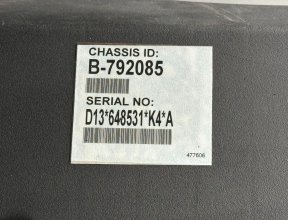 CHASSIS ID:
B-792085
SERIAL NO:
D13*648531*K4*A
477606